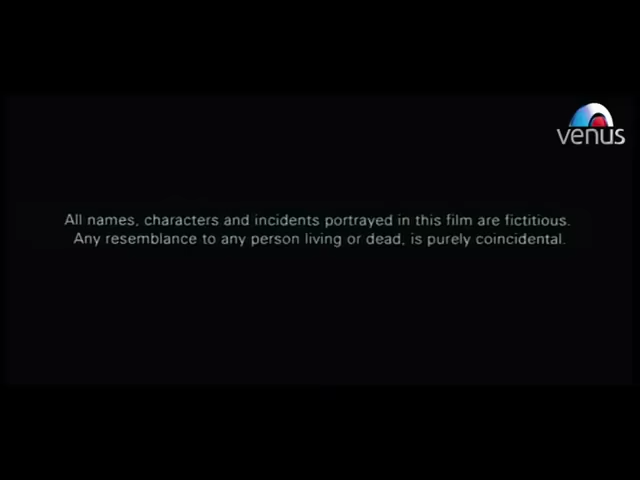 venus
All names, characters and incidents portrayed in this film are fictitious.
Any resemblance to any person living or dead, is purely coincidental.